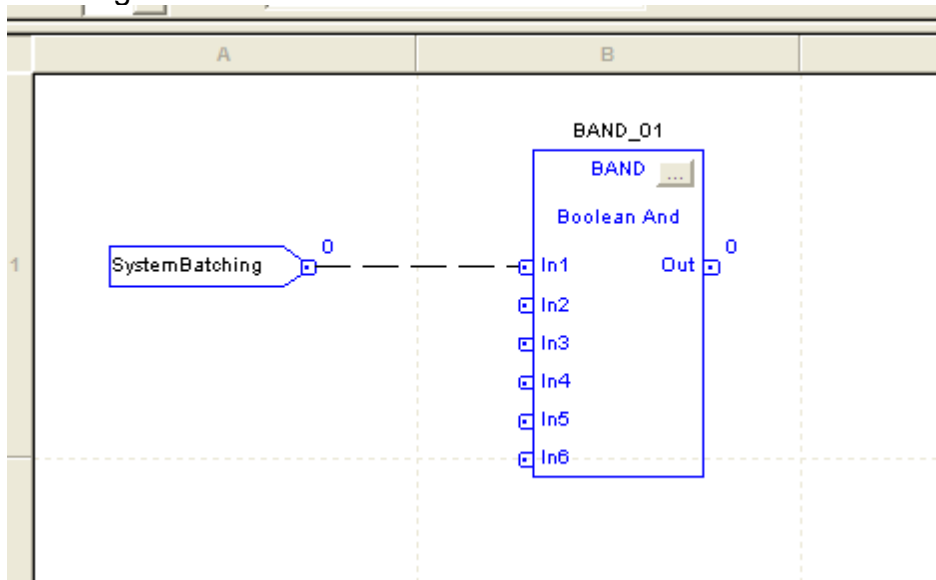 A B
BAND_01
BAND ...
Boolean And
0 0
1 SystemBatching In1 Out
In2
In3
In4
In5
In6